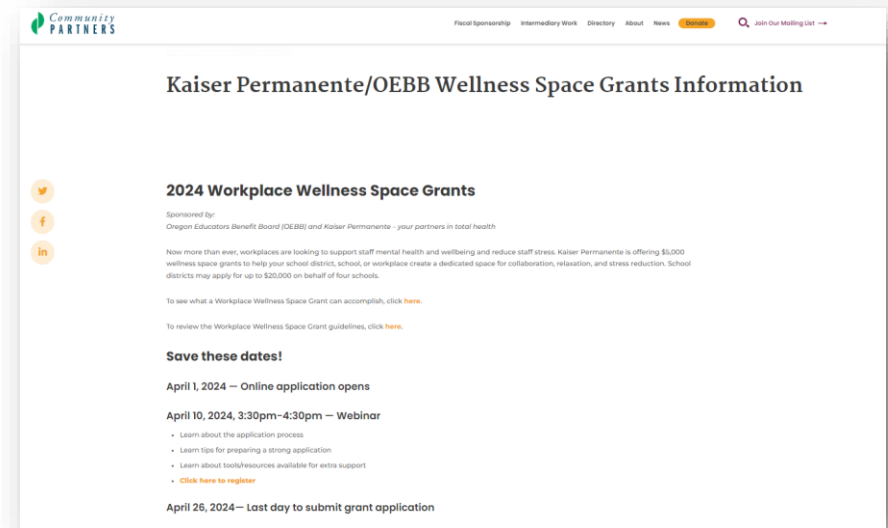 Community
PARTNERS
Fiscal Sponsorship Intermediary Work Directory About News Donate Join Our Mailing List →
Kaiser Permanente/OEBB Wellness Space Grants Information
2024 Workplace Wellness Space Grants
Sponsored by:
Oregon Educators Benefit Board (OEBB) and Kaiser Permanente - your partners in total health
Now more than ever, workplaces are looking to support staff mental health and wellbeing and reduce staff stress. Kaiser Permanente is offering $5,000
wellness space grants to help your school district, school, or workplace create a dedicated space for collaboration, relaxation, and stress reduction. School
districts may apply for up to $20,000 on behalf of four schools.
To see what a Workplace Wellness Space Grant can accomplish, click here.
To review the Workplace Wellness Space Grant guidelines, click here.
Save these dates!
April 1, 2024 — Online application opens
April 10, 2024, 3:30pm-4:30pm — Webinar
• Learn about the application process
• Learn tips for preparing a strong application
• Learn about tools/resources available for extra support
• Click here to register
April 26, 2024— Last day to submit grant application